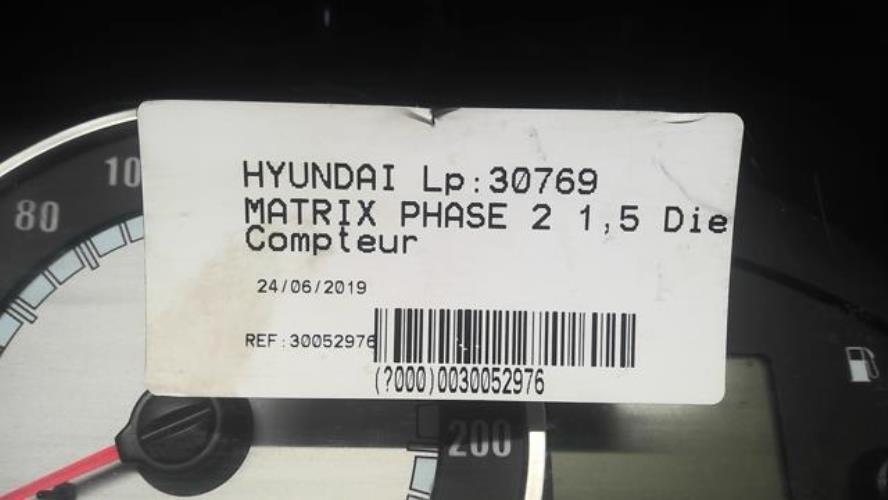 HYUNDAI Lp:30769
MATRIX PHASE 2 1,5 Die
Compteur
24/06/2019
REF:30052976
(?000)0030052976
80
200